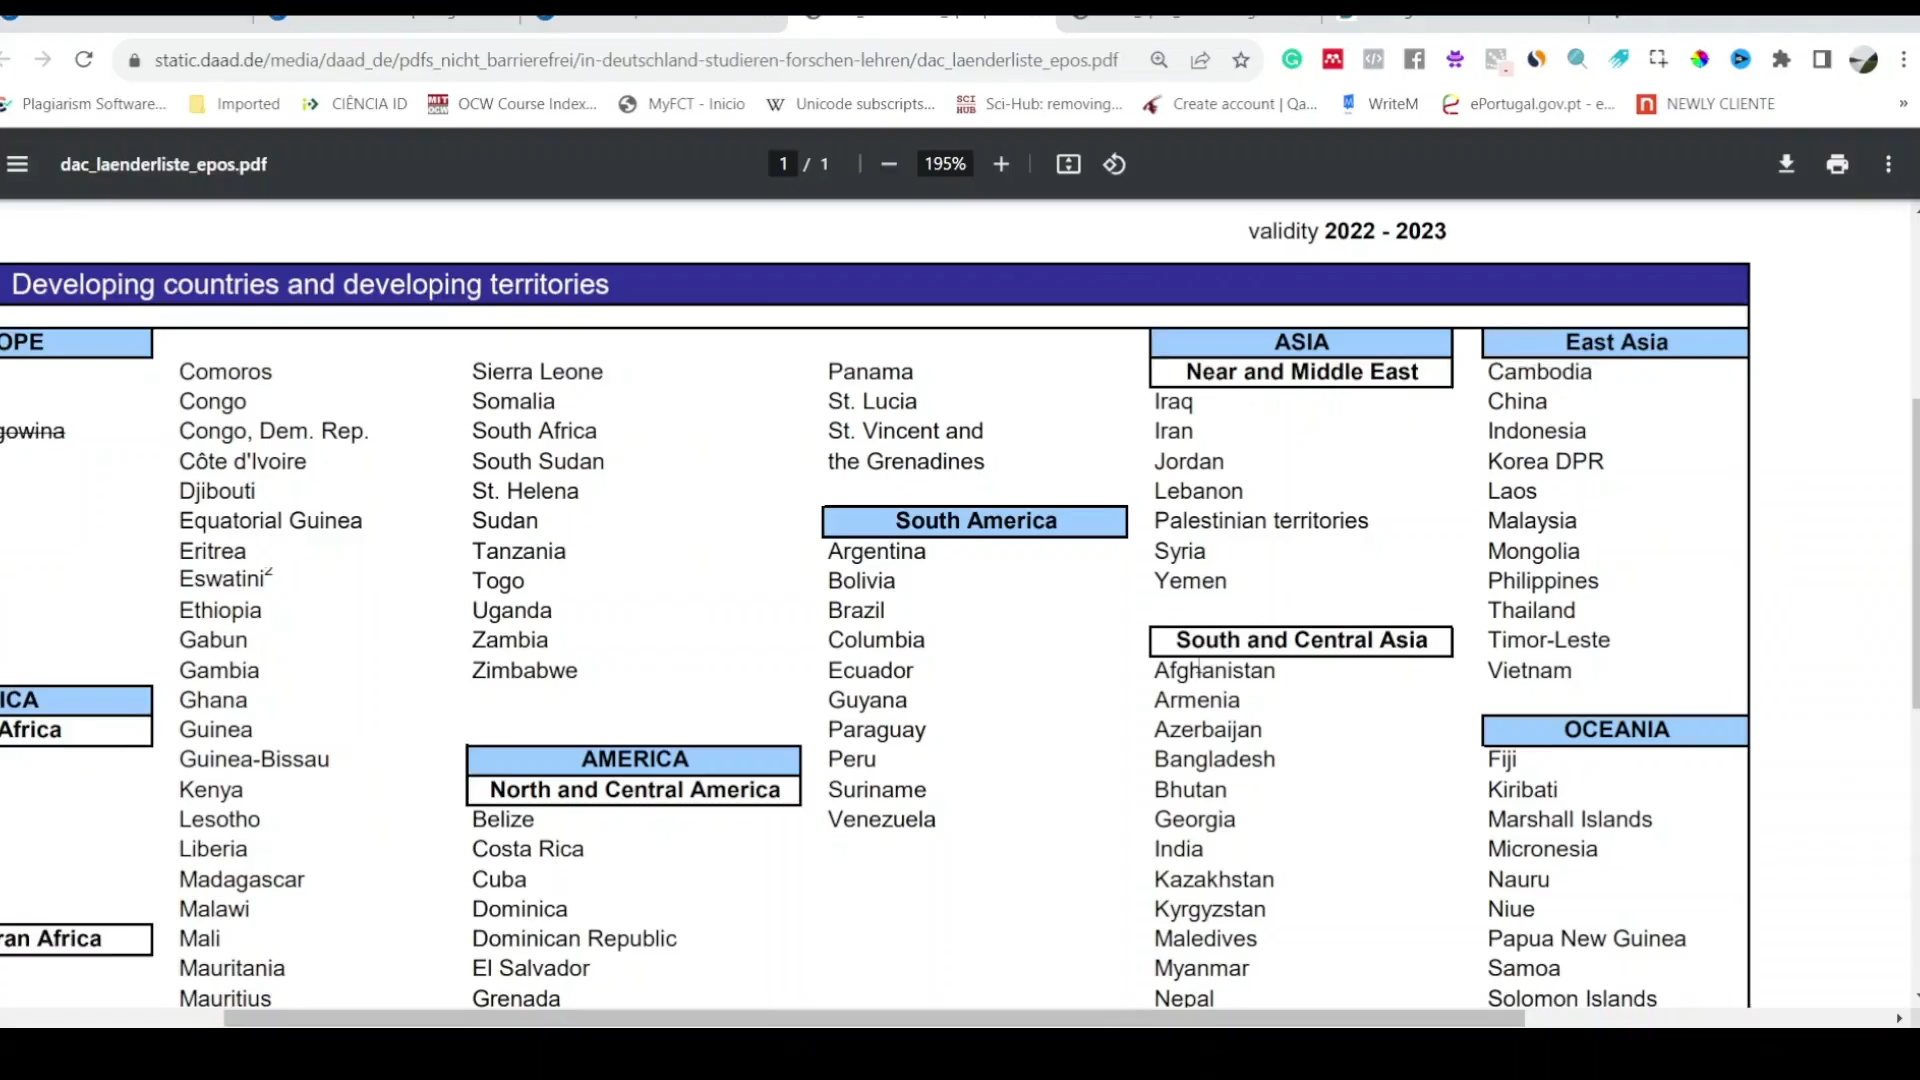 static.daad.de/media/daad_de/pdfs_nicht_barrierefrei/in-deutschland-studieren-forschen-lehren/dac_laenderliste_epos.pdf
Plagiarism Software...
Imported
CIÊNCIA ID
MIT OCW
OCW Course Index...
MyFCT - Inicio
W
Unicode subscripts...
SCI HUB
Sci-Hub: removing...
Create account | Qa...
WriteM
ePortugal.gov.pt - e...
n
NEWLY CLIENTE
»
dac_laenderliste_epos.pdf
1 / 1
195%
validity 2022 - 2023
Developing countries and developing territories
OPE
gowina
ICA
Africa
ran Africa
Comoros
Congo
Congo, Dem. Rep.
Côte d'Ivoire
Djibouti
Equatorial Guinea
Eritrea
Eswatini²
Ethiopia
Gabun
Gambia
Ghana
Guinea
Guinea-Bissau
Kenya
Lesotho
Liberia
Madagascar
Malawi
Mali
Mauritania
Mauritius
Sierra Leone
Somalia
South Africa
South Sudan
St. Helena
Sudan
Tanzania
Togo
Uganda
Zambia
Zimbabwe
AMERICA
North and Central America
Belize
Costa Rica
Cuba
Dominica
Dominican Republic
El Salvador
Grenada
Panama
St. Lucia
St. Vincent and
the Grenadines
South America
Argentina
Bolivia
Brazil
Columbia
Ecuador
Guyana
Paraguay
Peru
Suriname
Venezuela
ASIA
Near and Middle East
Iraq
Iran
Jordan
Lebanon
Palestinian territories
Syria
Yemen
South and Central Asia
Afghanistan
Armenia
Azerbaijan
Bangladesh
Bhutan
Georgia
India
Kazakhstan
Kyrgyzstan
Maledives
Myanmar
Nepal
East Asia
Cambodia
China
Indonesia
Korea DPR
Laos
Malaysia
Mongolia
Philippines
Thailand
Timor-Leste
Vietnam
OCEANIA
Fiji
Kiribati
Marshall Islands
Micronesia
Nauru
Niue
Papua New Guinea
Samoa
Solomon Islands